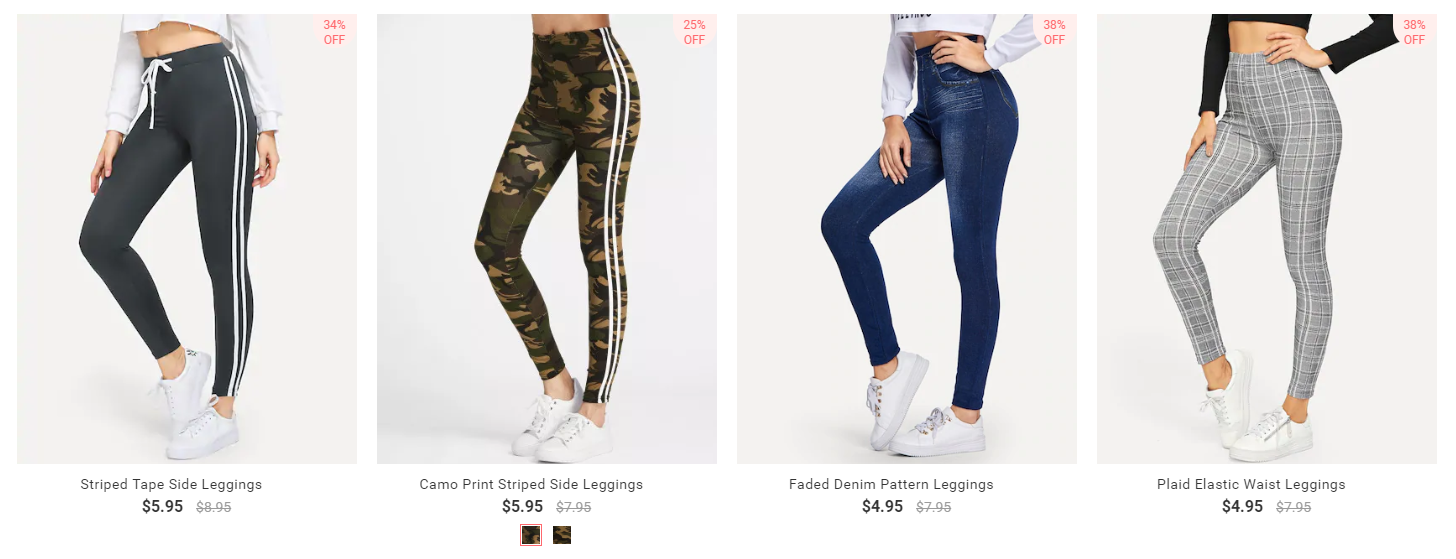 34%
OFF
25%
OFF
38%
OFF
38%
OFF
Striped Tape Side Leggings
$5.95 $8.95
Camo Print Striped Side Leggings
$5.95 $7.95
Faded Denim Pattern Leggings
$4.95 $7.95
Plaid Elastic Waist Leggings
$4.95 $7.95